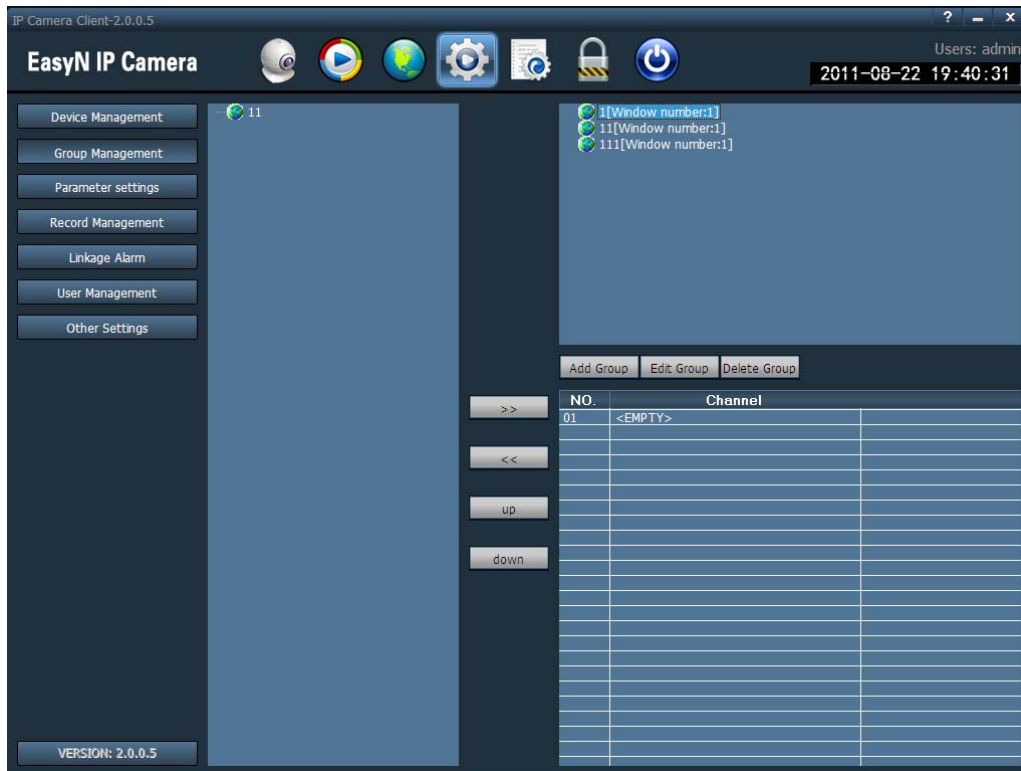 IP Camera Client-2.0.0.5
? – x
EasyN IP Camera
Users: admin
2011-08-22 19:40:31
Device Management
Group Management
Parameter settings
Record Management
Linkage Alarm
User Management
Other Settings
VERSION: 2.0.0.5
11
>>
<<
up
down
1[Window number:1]
11[Window number:1]
111[Window number:1]
Add Group Edit Group Delete Group
NO. Channel
01 <EMPTY>